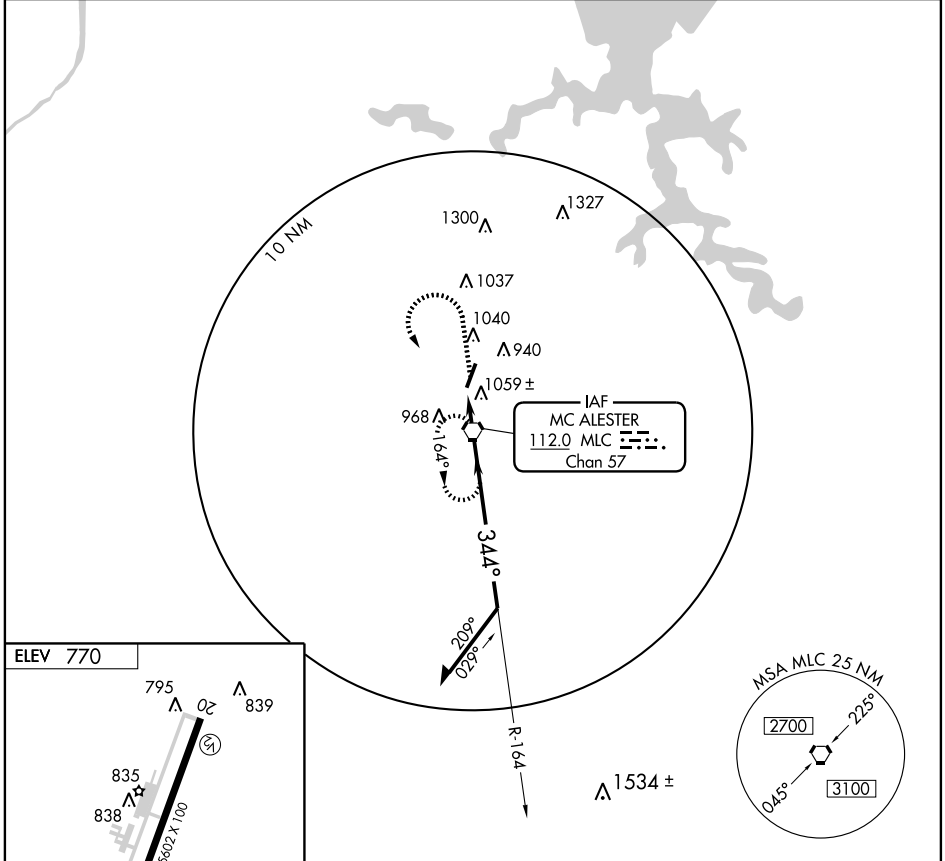 1300
1327
10 NM
1037
1040
940
1059 ±
968
IAF
MC ALESTER
112.0 MLC
Chan 57
164°
344°
209°
029°
R-164
1534 ±
MSA MLC 25 NM
2700
225°
045°
3100
ELEV 770
795
20
839
V2
835
838
5602 X 100